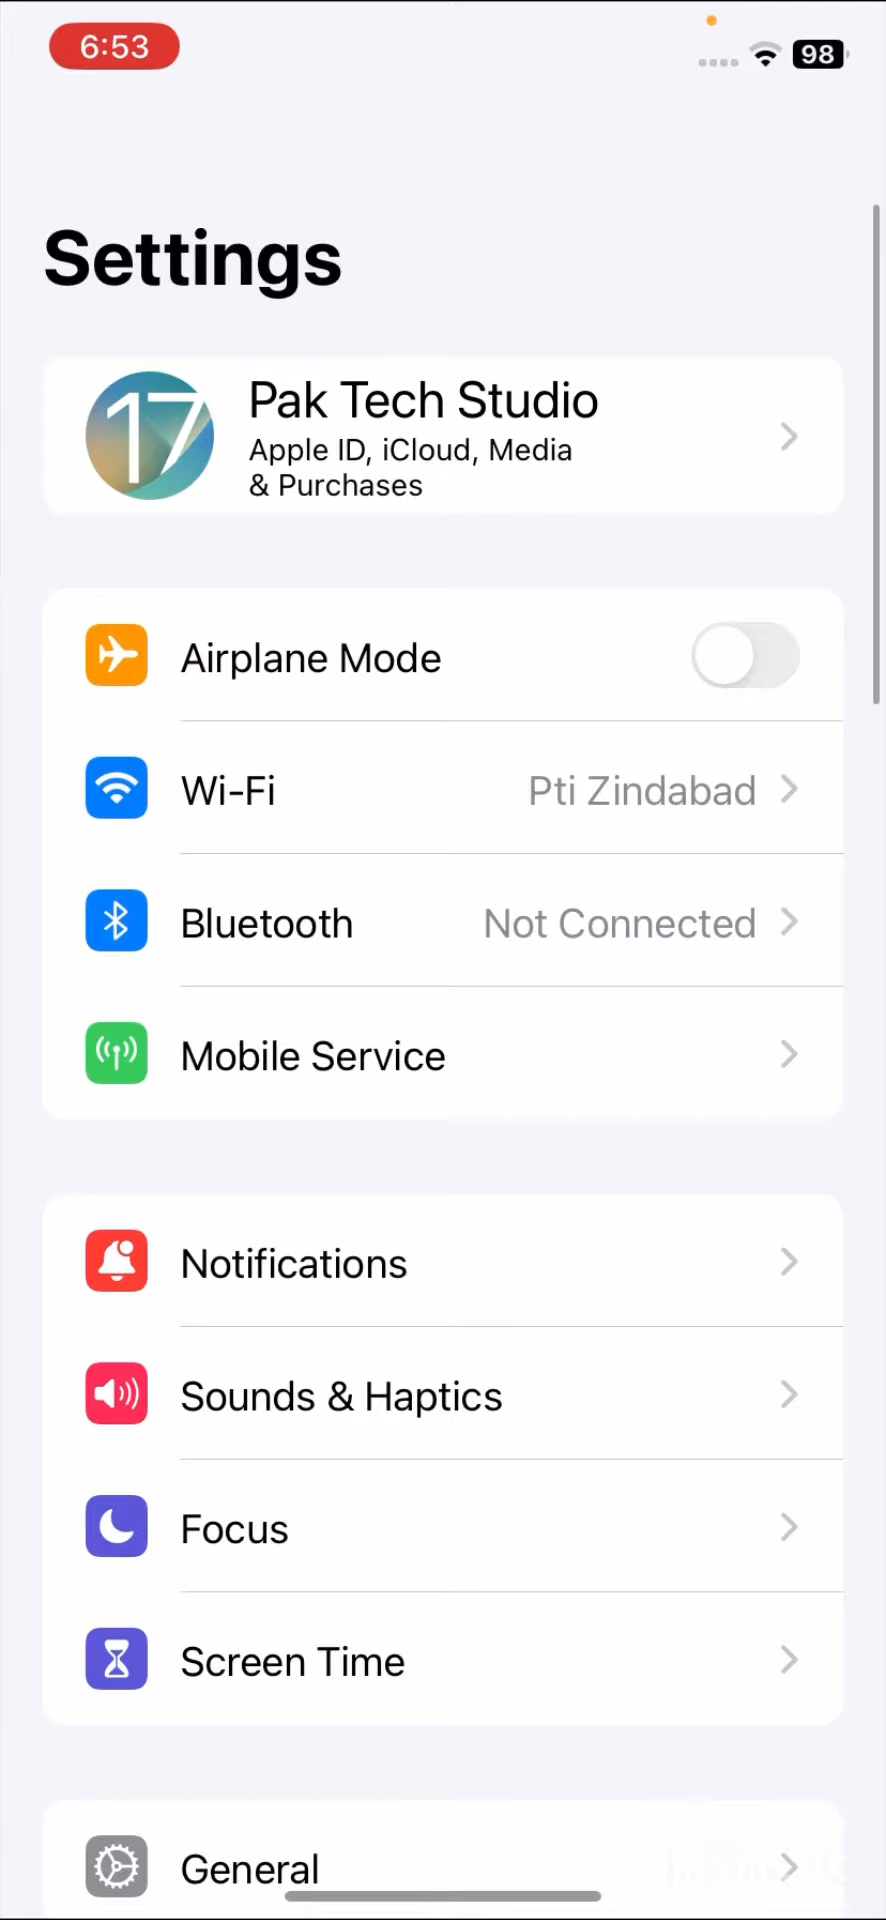 6:53
98
Settings
17
Pak Tech Studio
Apple ID, iCloud, Media
& Purchases
Airplane Mode
Wi-Fi
Pti Zindabad
Bluetooth
Not Connected
Mobile Service
Notifications
Sounds & Haptics
Focus
Screen Time
General